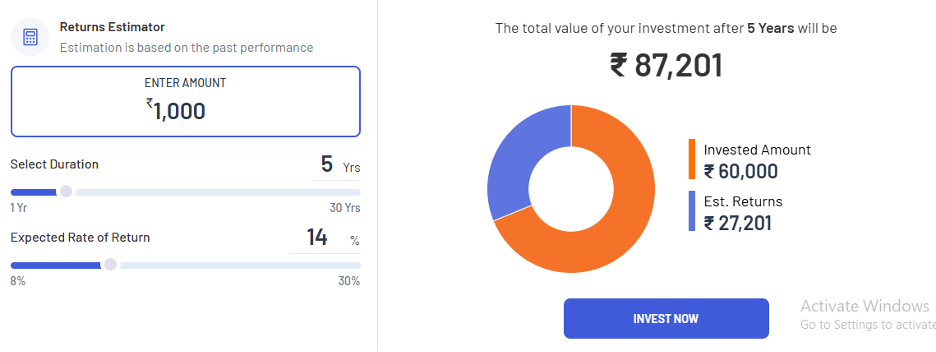 Returns Estimator
Estimation is based on the past performance
ENTER AMOUNT
₹1,000
Select Duration
5 Yrs
1 Yr
30 Yrs
Expected Rate of Return
14 %
8%
30%
The total value of your investment after 5 Years will be
₹ 87,201
Invested Amount
₹ 60,000
Est. Returns
₹ 27,201
INVEST NOW
Activate Windows
Go to Settings to activate